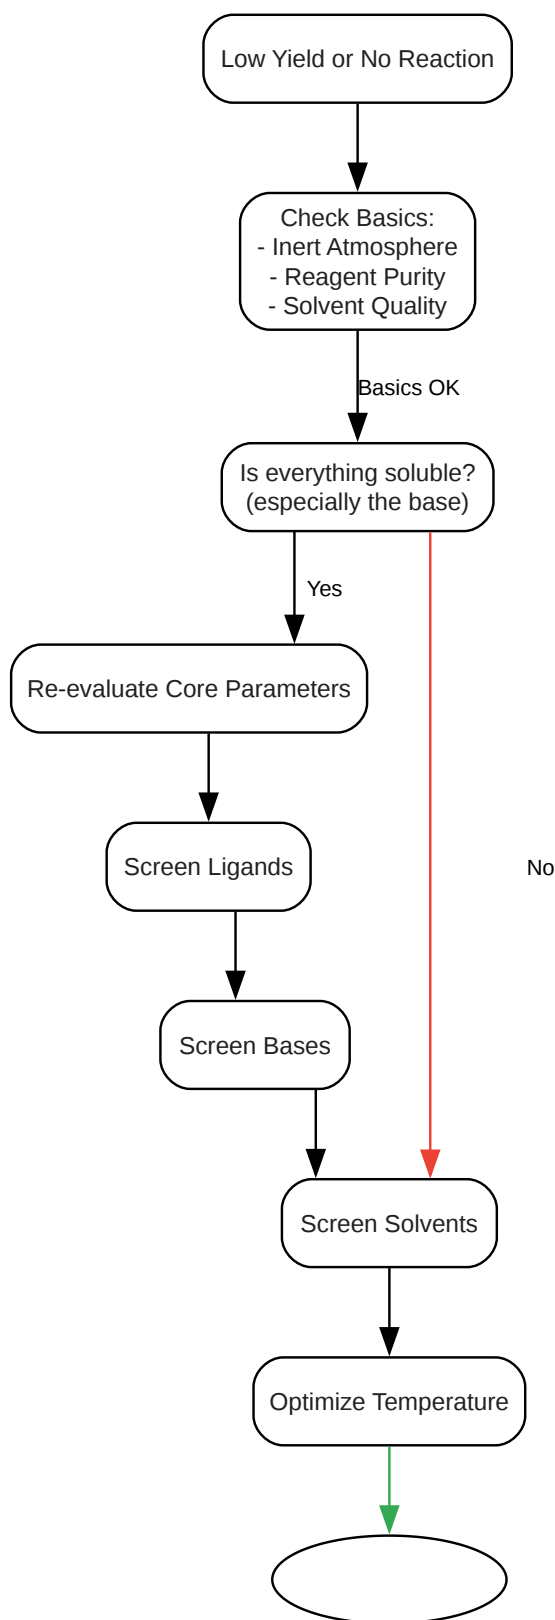 Low Yield or No Reaction
Check Basics:
- Inert Atmosphere
- Reagent Purity
- Solvent Quality
Basics OK
Is everything soluble?
(especially the base)
Yes
Re-evaluate Core Parameters
Screen Ligands
No
Screen Bases
Screen Solvents
Optimize Temperature